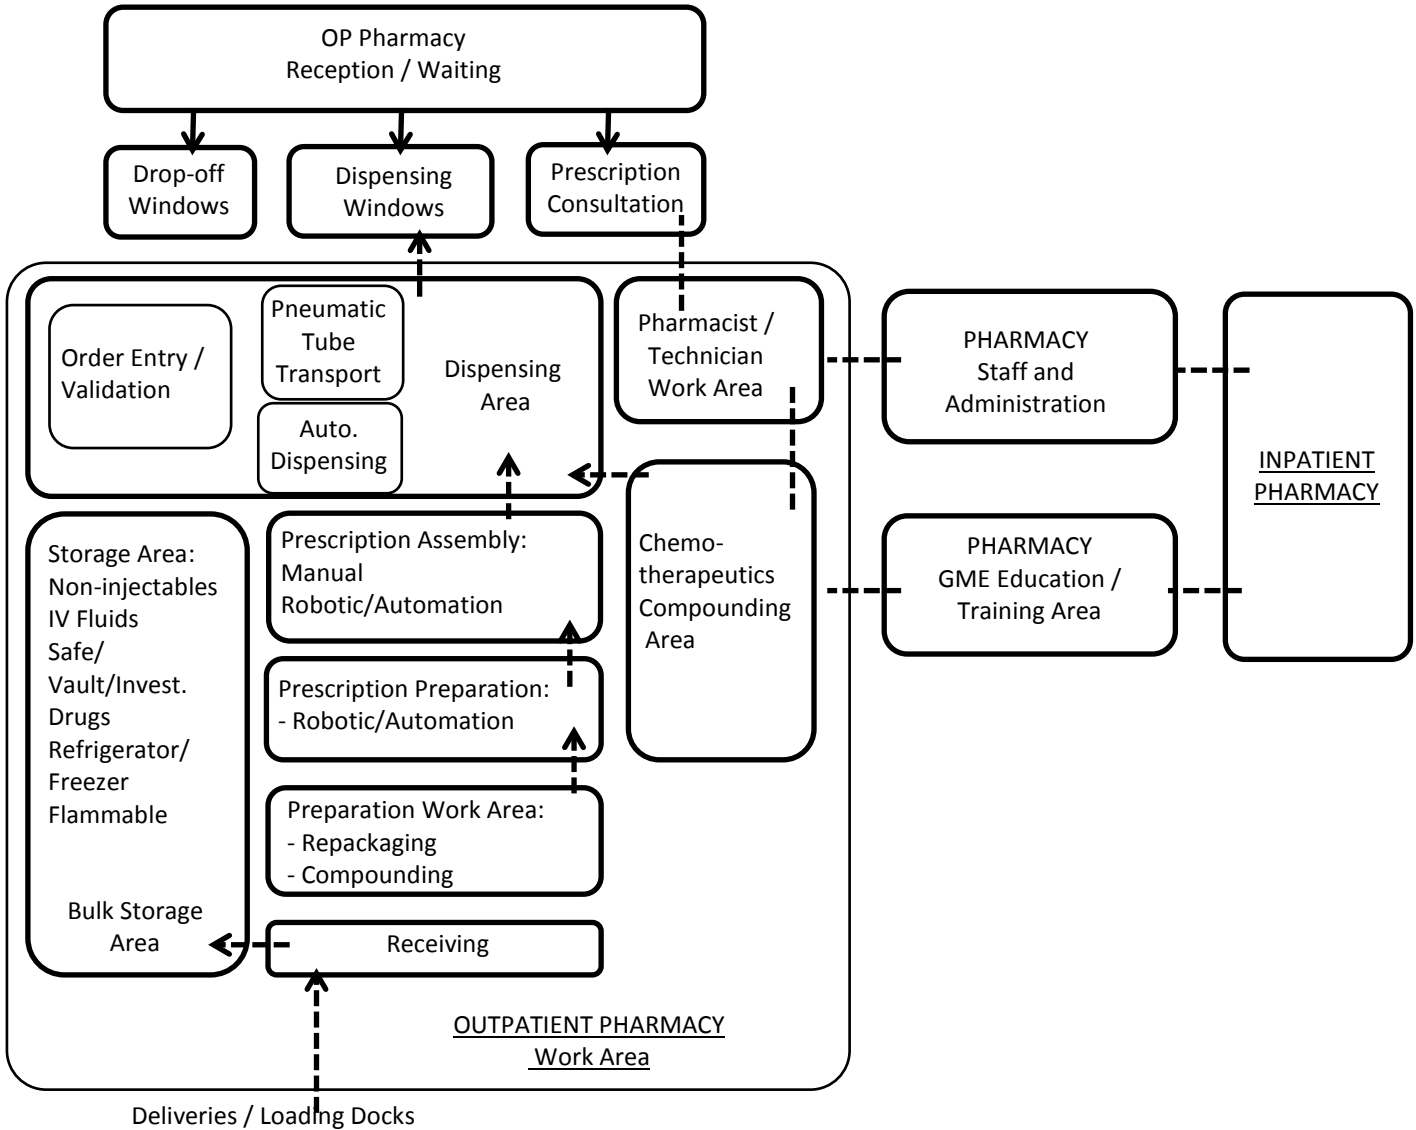 OP Pharmacy
Reception / Waiting
Drop-off
Windows
Dispensing
Windows
Prescription
Consultation
Order Entry /
Validation
Pneumatic
Tube
Transport
Auto.
Dispensing
Dispensing
Area
Pharmacist /
Technician
Work Area
PHARMACY
Staff and
Administration
INPATIENT
PHARMACY
Storage Area:
Non-injectables
IV Fluids
Safe/
Vault/Invest.
Drugs
Refrigerator/
Freezer
Flammable
Bulk Storage
Area
Prescription Assembly:
Manual
Robotic/Automation
Prescription Preparation:
- Robotic/Automation
Preparation Work Area:
- Repackaging
- Compounding
Receiving
Chemo-
therapeutics
Compounding
Area
PHARMACY
GME Education /
Training Area
OUTPATIENT PHARMACY
Work Area
Deliveries / Loading Docks